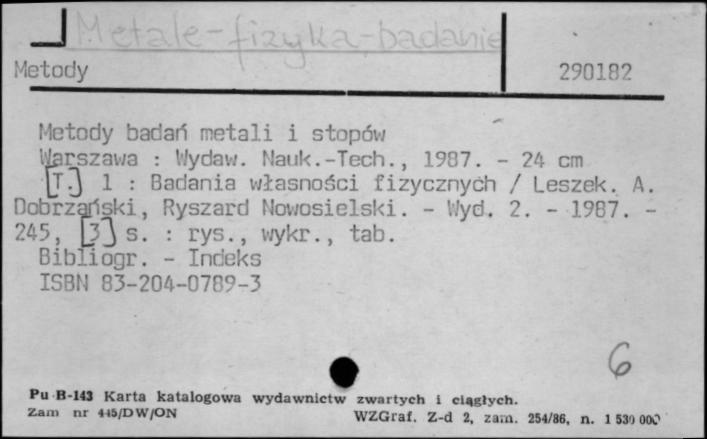 Metale-fizyka-badanie
Metody 290182
Metody badań metali i stopów
Warszawa : Wydaw. Nauk.-Tech., 1987. - 24 cm
[T.] 1 : Badania własności fizycznych / Leszek. A.
Dobrzański, Ryszard Nowosielski. - Wyd. 2. - 1987. -
245, [3] s. : rys., wykr., tab.
Bibliogr. - Indeks
ISBN 83-204-0789-3
6
Pu B-143 Karta katalogowa wydawnictw zwartych i ciągłych.
Zam nr 445/DW/ON WZGraf. Z-d 2, zam. 254/86, n. 1 530 000